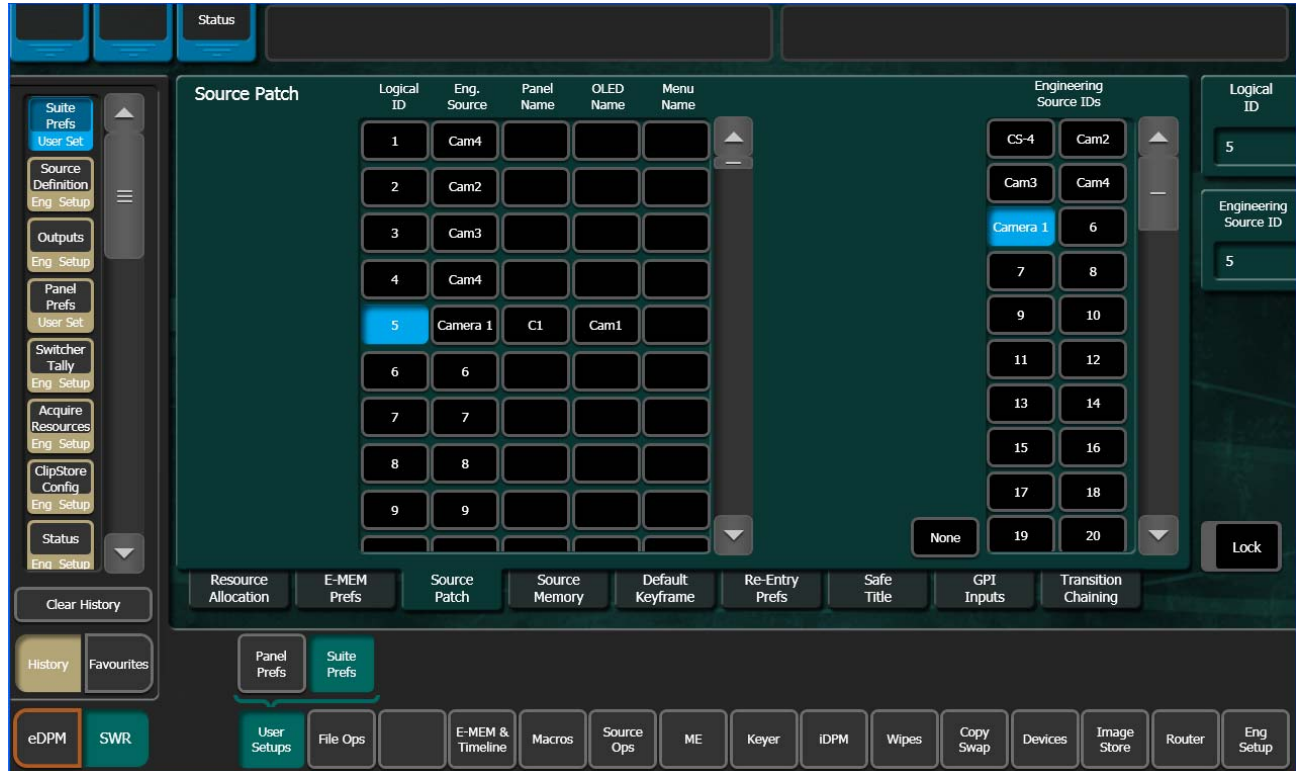 Status
Suite
Prefs
User Set
Source
Definition
Eng Setup
Outputs
Eng Setup
Panel
Prefs
User Set
Switcher
Tally
Eng Setup
Acquire
Resources
Eng Setup
ClipStore
Config
Eng Setup
Status
Eng Setup
Clear History
History
Favourites
eDPM
SWR
Source Patch
Logical
ID
Eng.
Source
Panel
Name
OLED
Name
Menu
Name
1 Cam4
2 Cam2
3 Cam3
4 Cam4
5 Camera 1 C1 Cam1
6 6
7 7
8 8
9 9
Engineering
Source IDs
CS-4 Cam2
Cam3 Cam4
Camera 1 6
7 8
9 10
11 12
13 14
15 16
17 18
None 19 20
Logical
ID
5
Engineering
Source ID
5
Lock
Resource
Allocation
E-MEM
Prefs
Source
Patch
Source
Memory
Default
Keyframe
Re-Entry
Prefs
Safe
Title
GPI
Inputs
Transition
Chaining
Panel
Prefs
Suite
Prefs
User
Setups
File Ops
E-MEM &
Timeline
Macros
Source
Ops
ME
Keyer
iDPM
Wipes
Copy
Swap
Devices
Image
Store
Router
Eng
Setup